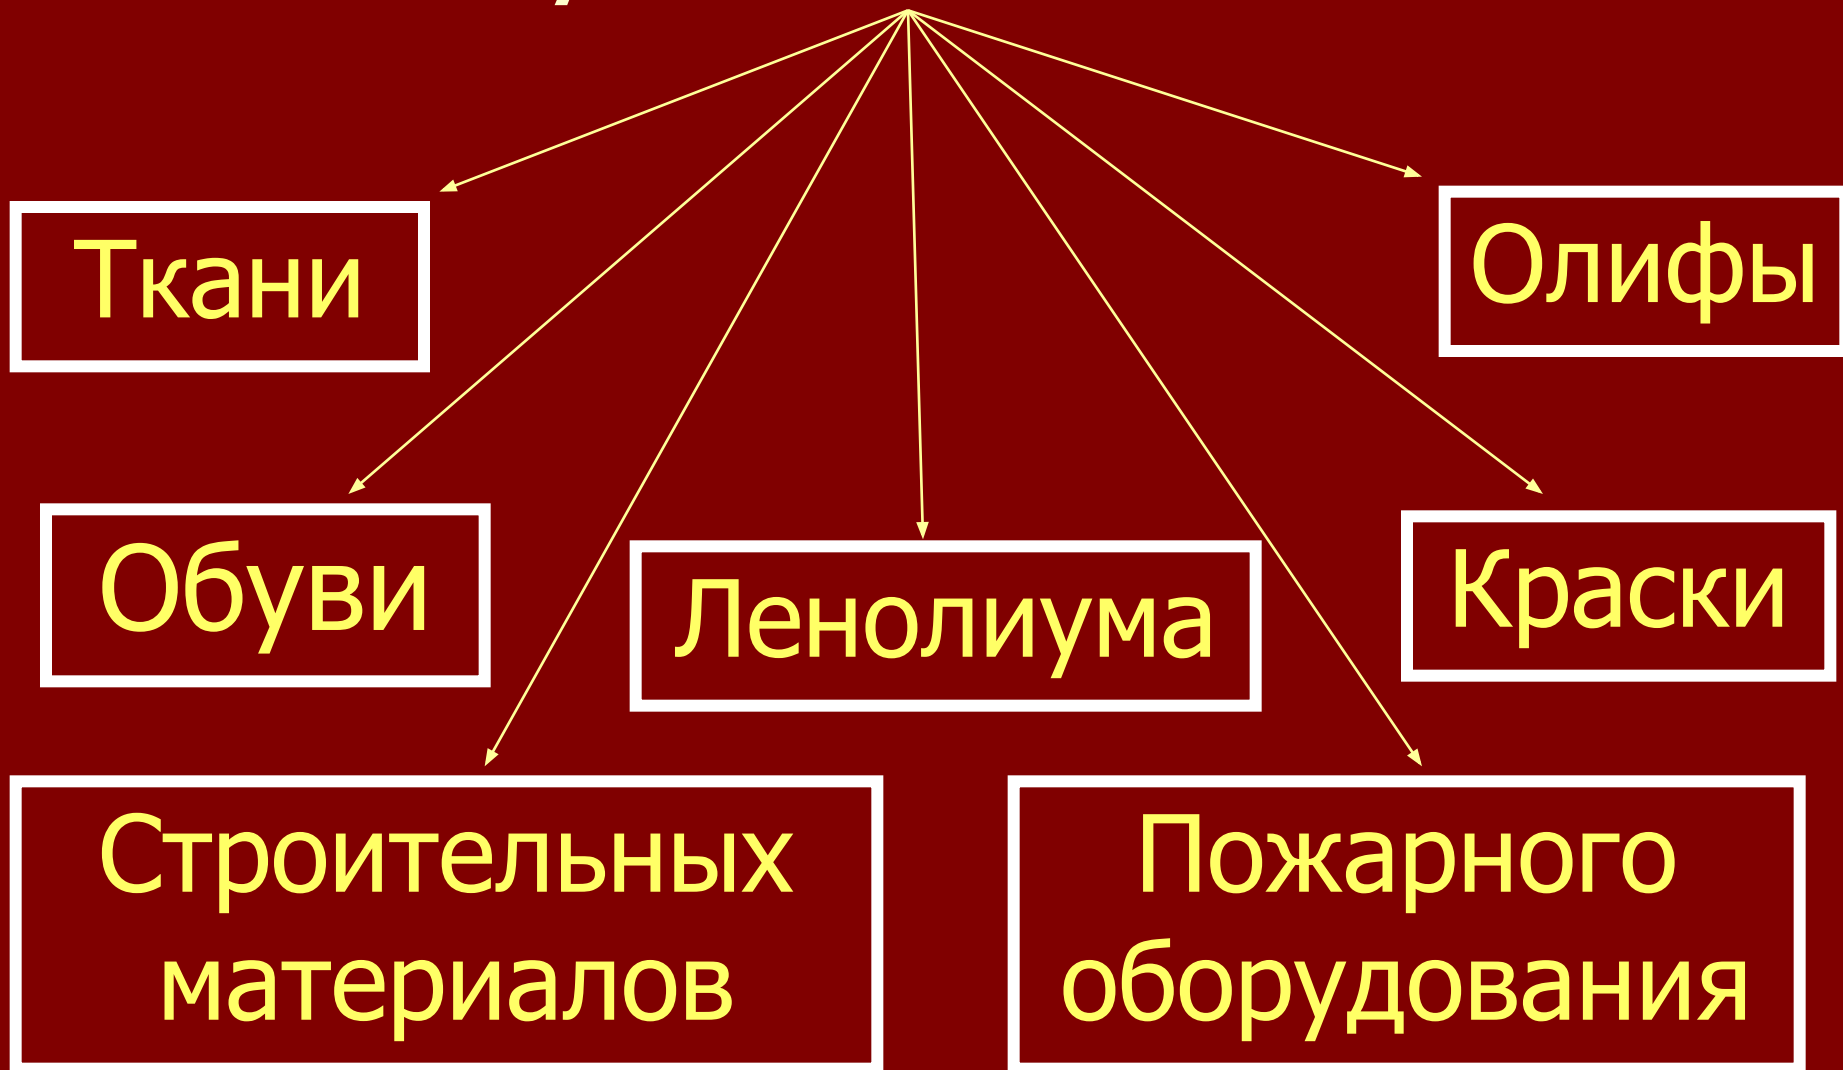 Ткани
Олифы
Обуви
Ленолиума
Краски
Строительных
материалов
Пожарного
оборудования